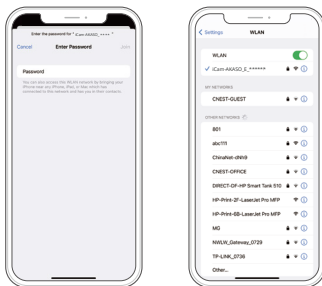 Enter the password for " iCam-AKASO_**** "
Cancel Enter Password Join
Password
You can also access this WLAN network by bringing your
iPhone near any iPhone, iPad, or Mac which has
connected to this network and has you in their contacts.
Settings WLAN
WLAN
iCam-AKASO_E_******
MY NETWORKS
CNEST-GUEST
OTHER NETWORKS
B01
abc111
ChinaNet-dNh9
CNEST-OFFICE
DIRECT-DF-HP Smart Tank 510
HP-Print-2F-LaserJet Pro MFP
HP-Print-6B-LaserJet Pro MFP
MG
NWLW_Gateway_0729
TP-LINK_0736
Other...